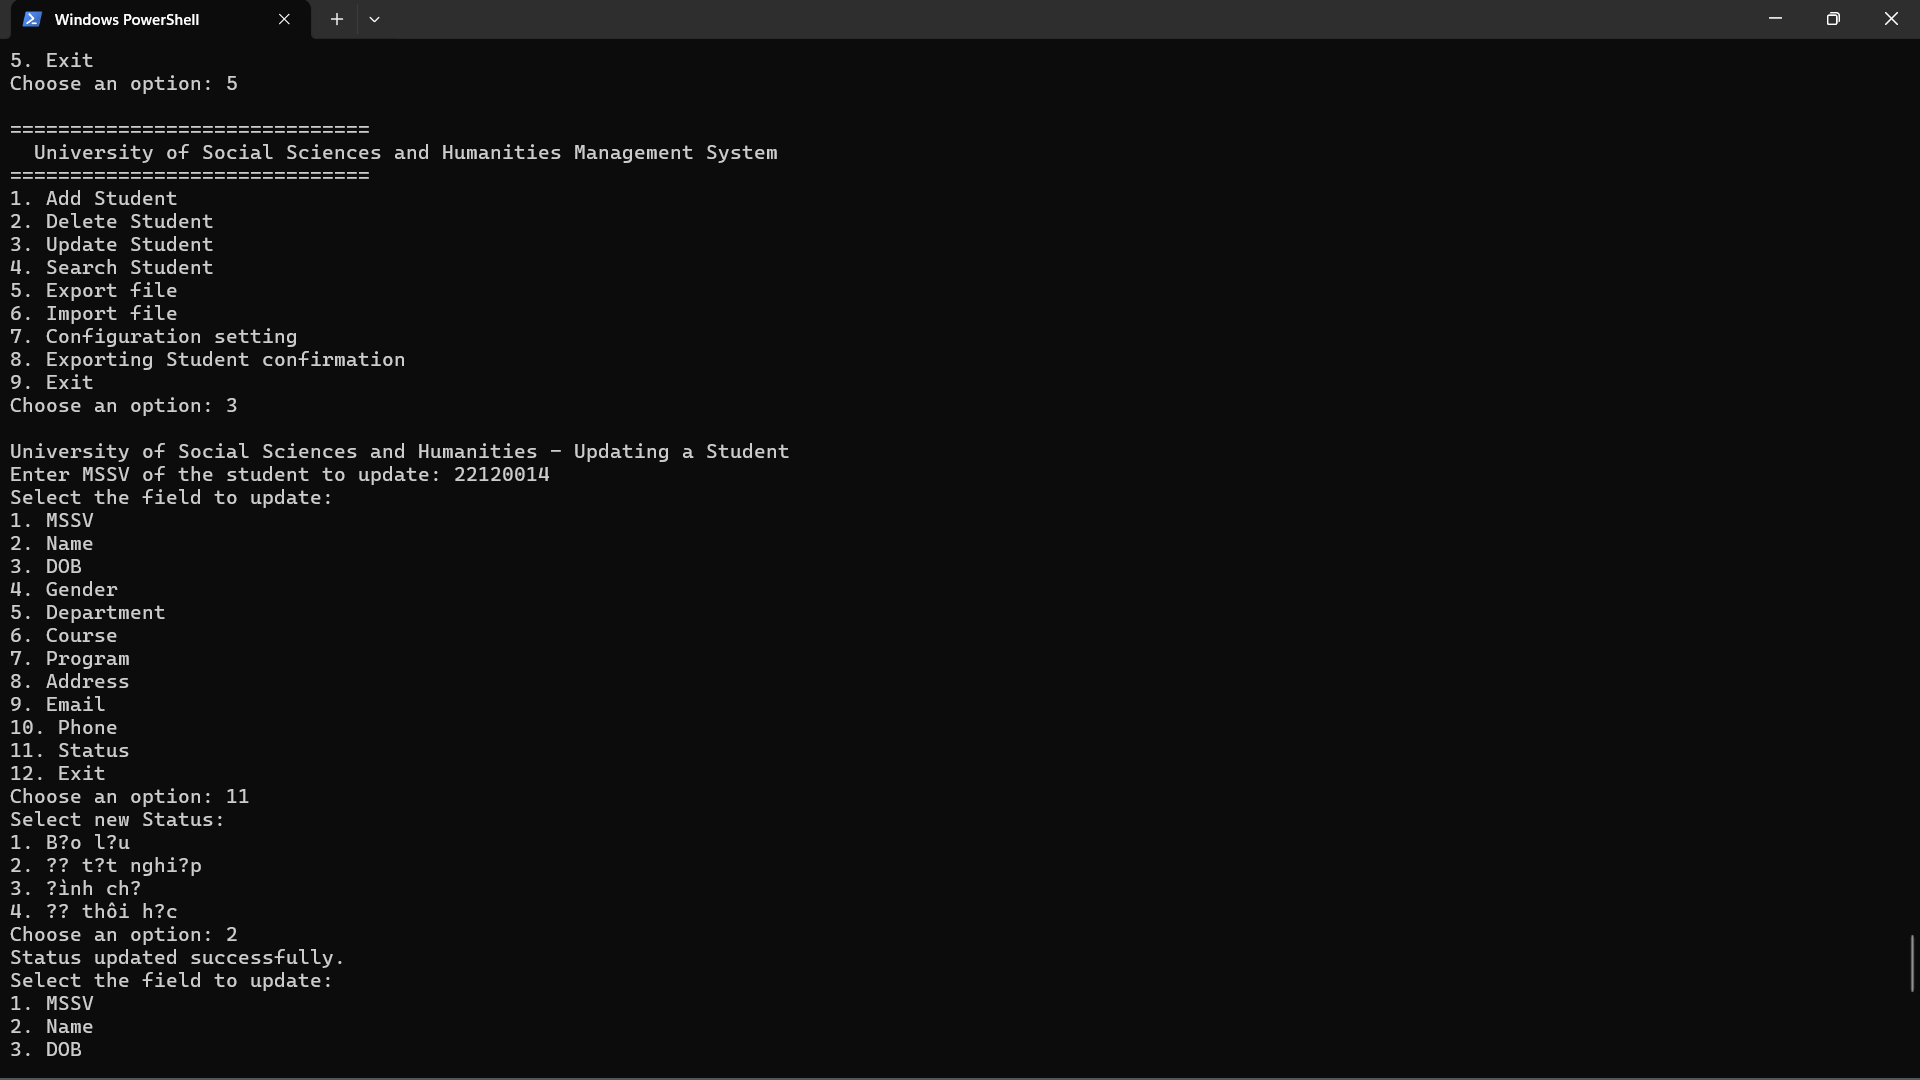 Windows PowerShell
5. Exit
Choose an option: 5
==============================
  University of Social Sciences and Humanities Management System
==============================
1. Add Student
2. Delete Student
3. Update Student
4. Search Student
5. Export file
6. Import file
7. Configuration setting
8. Exporting Student confirmation
9. Exit
Choose an option: 3
University of Social Sciences and Humanities - Updating a Student
Enter MSSV of the student to update: 22120014
Select the field to update:
1. MSSV
2. Name
3. DOB
4. Gender
5. Department
6. Course
7. Program
8. Address
9. Email
10. Phone
11. Status
12. Exit
Choose an option: 11
Select new Status:
1. B?o l?u
2. ?? t?t nghi?p
3. ?ình ch?
4. ?? thôi h?c
Choose an option: 2
Status updated successfully.
Select the field to update:
1. MSSV
2. Name
3. DOB